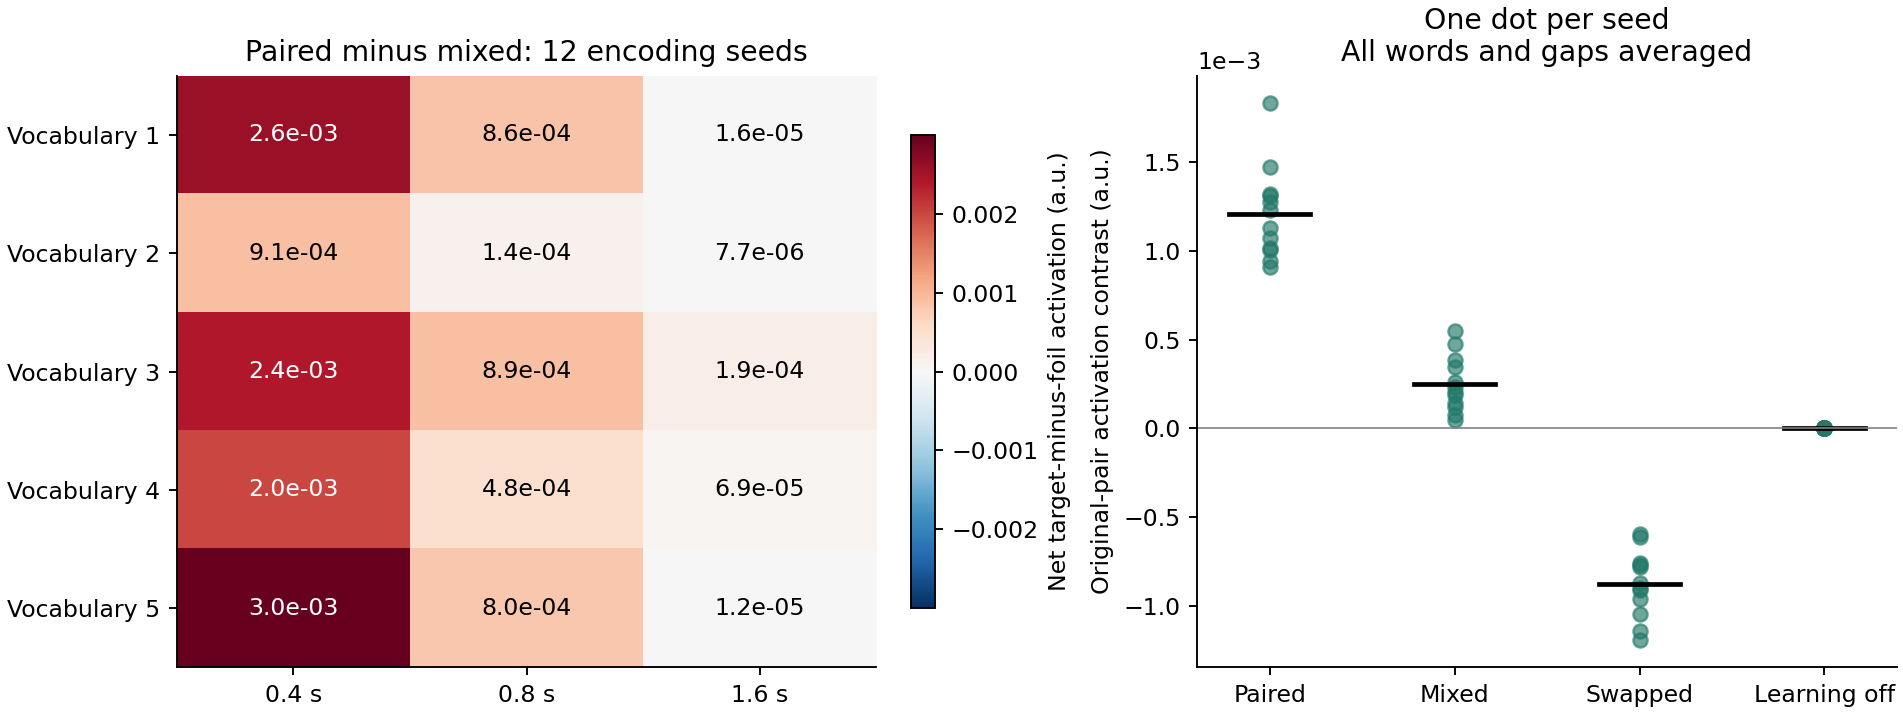 Paired minus mixed: 12 encoding seeds
Vocabulary 1
2.6e-03
8.6e-04
1.6e-05
Vocabulary 2
9.1e-04
1.4e-04
7.7e-06
Vocabulary 3
2.4e-03
8.9e-04
1.9e-04
Vocabulary 4
2.0e-03
4.8e-04
6.9e-05
Vocabulary 5
3.0e-03
8.0e-04
1.2e-05
0.4 s
0.8 s
1.6 s
0.002
0.001
0.000
−0.001
−0.002
Net target-minus-foil activation (a.u.)
One dot per seed
All words and gaps averaged
1e−3
Original-pair activation contrast (a.u.)
1.5
1.0
0.5
0.0
−0.5
−1.0
Paired
Mixed
Swapped
Learning off